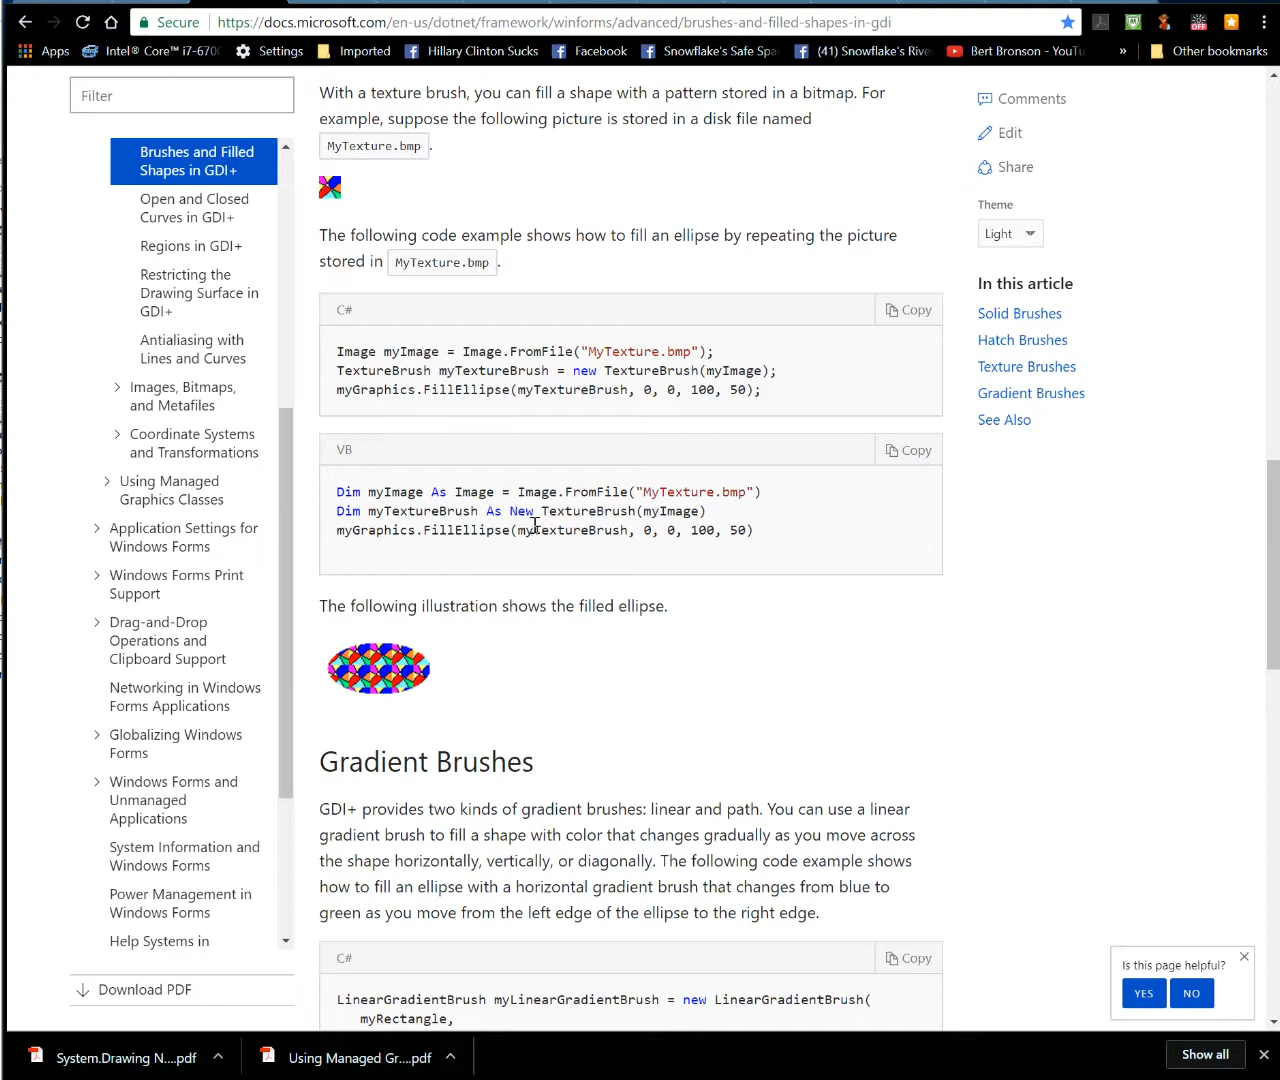 Secure https://docs.microsoft.com/en-us/dotnet/framework/winforms/advanced/brushes-and-filled-shapes-in-gdi
Apps Intel® Core™ i7-670 Settings Imported Hillary Clinton Sucks Facebook Snowflake's Safe Spa (41) Snowflake's Rive Bert Bronson - YouTu » Other bookmarks
Filter
Brushes and Filled
Shapes in GDI+
Open and Closed
Curves in GDI+
Regions in GDI+
Restricting the
Drawing Surface in
GDI+
Antialiasing with
Lines and Curves
Images, Bitmaps,
and Metafiles
Coordinate Systems
and Transformations
Using Managed
Graphics Classes
Application Settings for
Windows Forms
Windows Forms Print
Support
Drag-and-Drop
Operations and
Clipboard Support
Networking in Windows
Forms Applications
Globalizing Windows
Forms
Windows Forms and
Unmanaged
Applications
System Information and
Windows Forms
Power Management in
Windows Forms
Help Systems in
Download PDF
With a texture brush, you can fill a shape with a pattern stored in a bitmap. For
example, suppose the following picture is stored in a disk file named
MyTexture.bmp .
The following code example shows how to fill an ellipse by repeating the picture
stored in MyTexture.bmp .
C# Copy
Image myImage = Image.FromFile("MyTexture.bmp");
TextureBrush myTextureBrush = new TextureBrush(myImage);
myGraphics.FillEllipse(myTextureBrush, 0, 0, 100, 50);
VB Copy
Dim myImage As Image = Image.FromFile("MyTexture.bmp")
Dim myTextureBrush As New TextureBrush(myImage)
myGraphics.FillEllipse(myTextureBrush, 0, 0, 100, 50)
The following illustration shows the filled ellipse.
Gradient Brushes
GDI+ provides two kinds of gradient brushes: linear and path. You can use a linear
gradient brush to fill a shape with color that changes gradually as you move across
the shape horizontally, vertically, or diagonally. The following code example shows
how to fill an ellipse with a horizontal gradient brush that changes from blue to
green as you move from the left edge of the ellipse to the right edge.
C# Copy
LinearGradientBrush myLinearGradientBrush = new LinearGradientBrush(
myRectangle,
Comments
Edit
Share
Theme
Light
In this article
Solid Brushes
Hatch Brushes
Texture Brushes
Gradient Brushes
See Also
Is this page helpful?
YES NO
System.Drawing N....pdf Using Managed Gr....pdf Show all